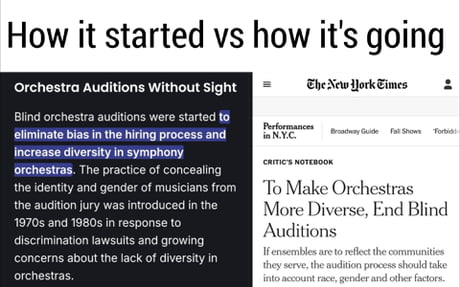 How it started vs how it's going
Orchestra Auditions Without Sight
Blind orchestra auditions were started to
eliminate bias in the hiring process and
increase diversity in symphony
orchestras. The practice of concealing
the identity and gender of musicians from
the audition jury was introduced in the
1970s and 1980s in response to
discrimination lawsuits and growing
concerns about the lack of diversity in
orchestras.
The New York Times
Performances
in N.Y.C.
Broadway Guide Fall Shows 'Forbidd
CRITIC'S NOTEBOOK
To Make Orchestras
More Diverse, End Blind
Auditions
If ensembles are to reflect the communities
they serve, the audition process should take
into account race, gender and other factors.